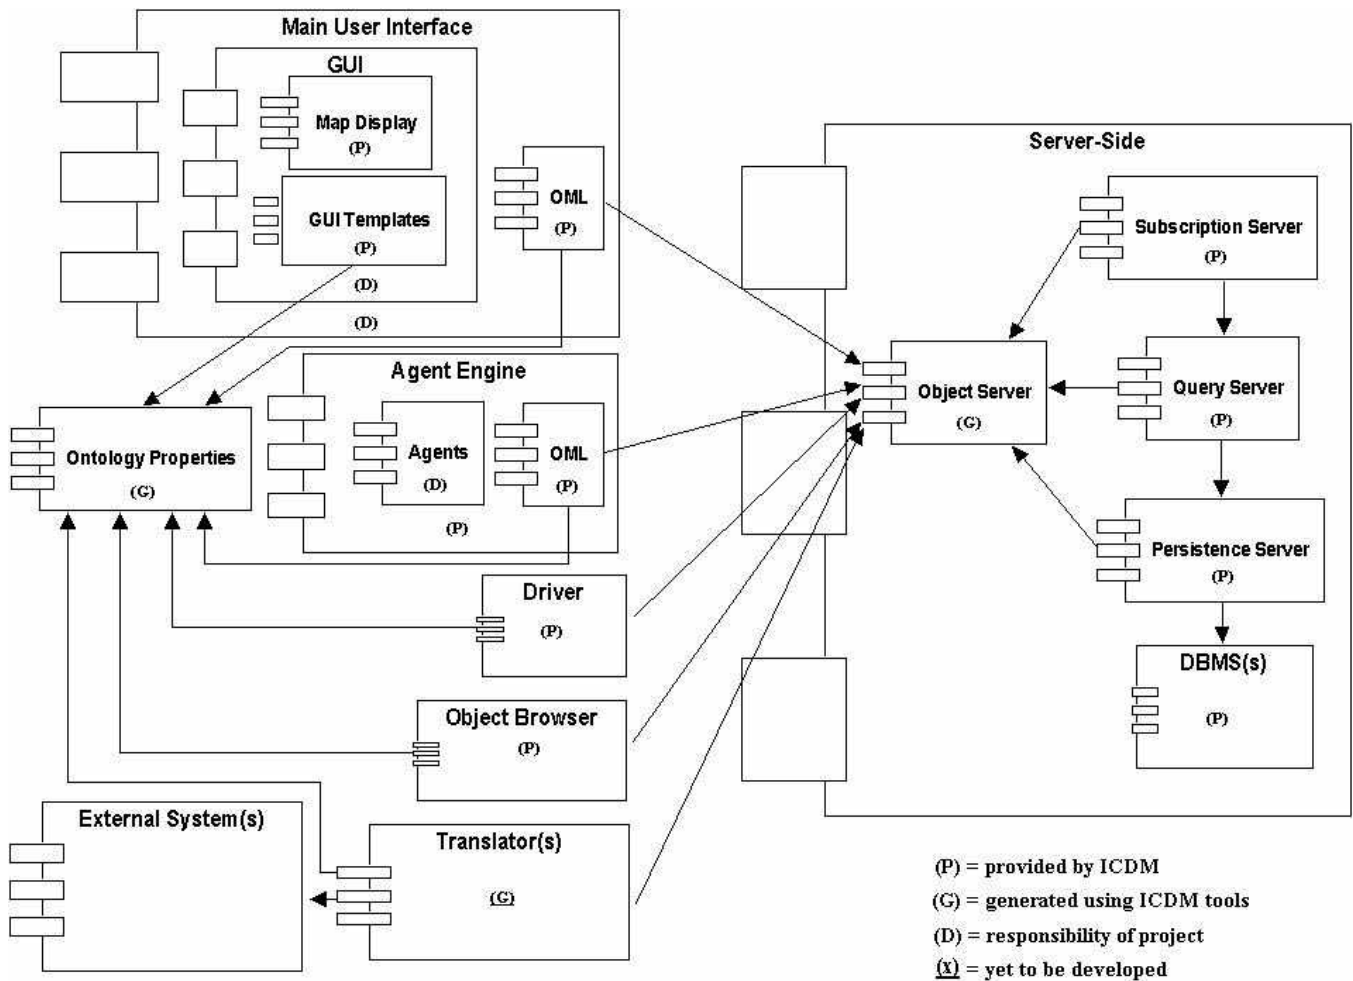 Main User Interface
GUI
Map Display
(P)
GUI Templates
(P)
(D)
(D)
OML
(P)
Server-Side
Subscription Server
(P)
Object Server
(G)
Query Server
(P)
Persistence Server
(P)
DBMS(s)
(P)
Agent Engine
Agents
(D)
OML
(P)
(P)
Ontology Properties
(G)
Driver
(P)
Object Browser
(P)
External System(s)
Translator(s)
(G)
(P) = provided by ICDM
(G) = generated using ICDM tools
(D) = responsibility of project
(x) = yet to be developed